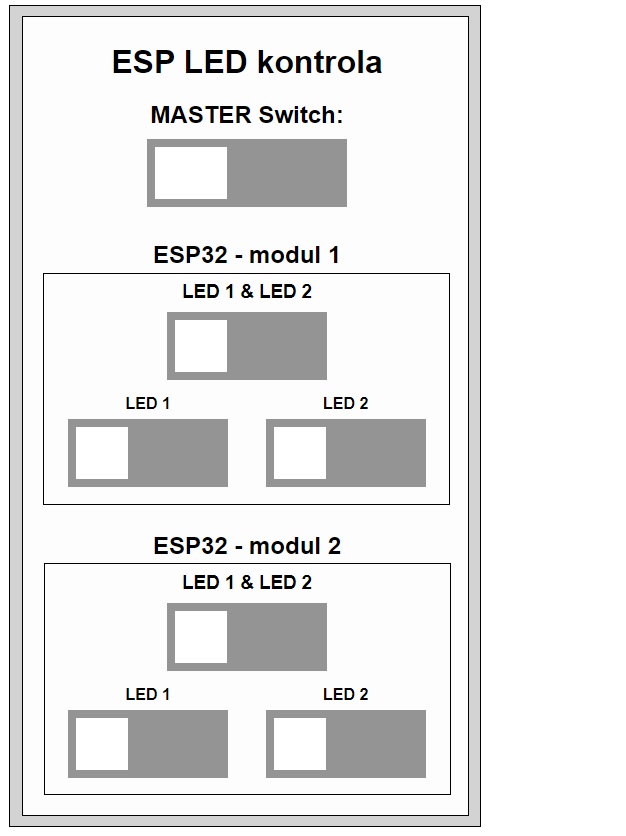 ESP LED kontrola
MASTER Switch:
ESP32 - modul 1
LED 1 & LED 2
LED 1 LED 2
ESP32 - modul 2
LED 1 & LED 2
LED 1 LED 2